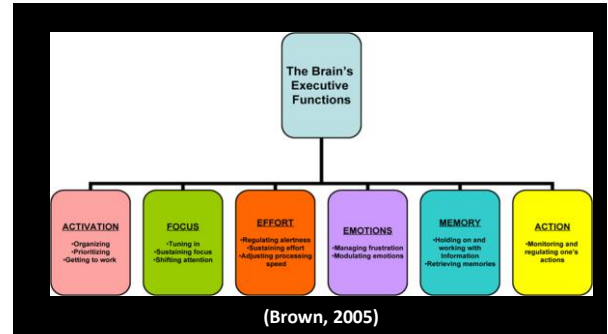 The Brain's
Executive
Functions
ACTIVATION
•Organizing
•Prioritizing
•Getting to work
FOCUS
•Tuning in
•Sustaining focus
•Shifting attention
EFFORT
•Regulating alertness
•Sustaining effort
•Adjusting processing
speed
EMOTIONS
•Managing frustration
•Modulating emotions
MEMORY
•Holding on and
working with
Information
•Retrieving memories
ACTION
•Monitoring and
regulating one's
actions
(Brown, 2005)